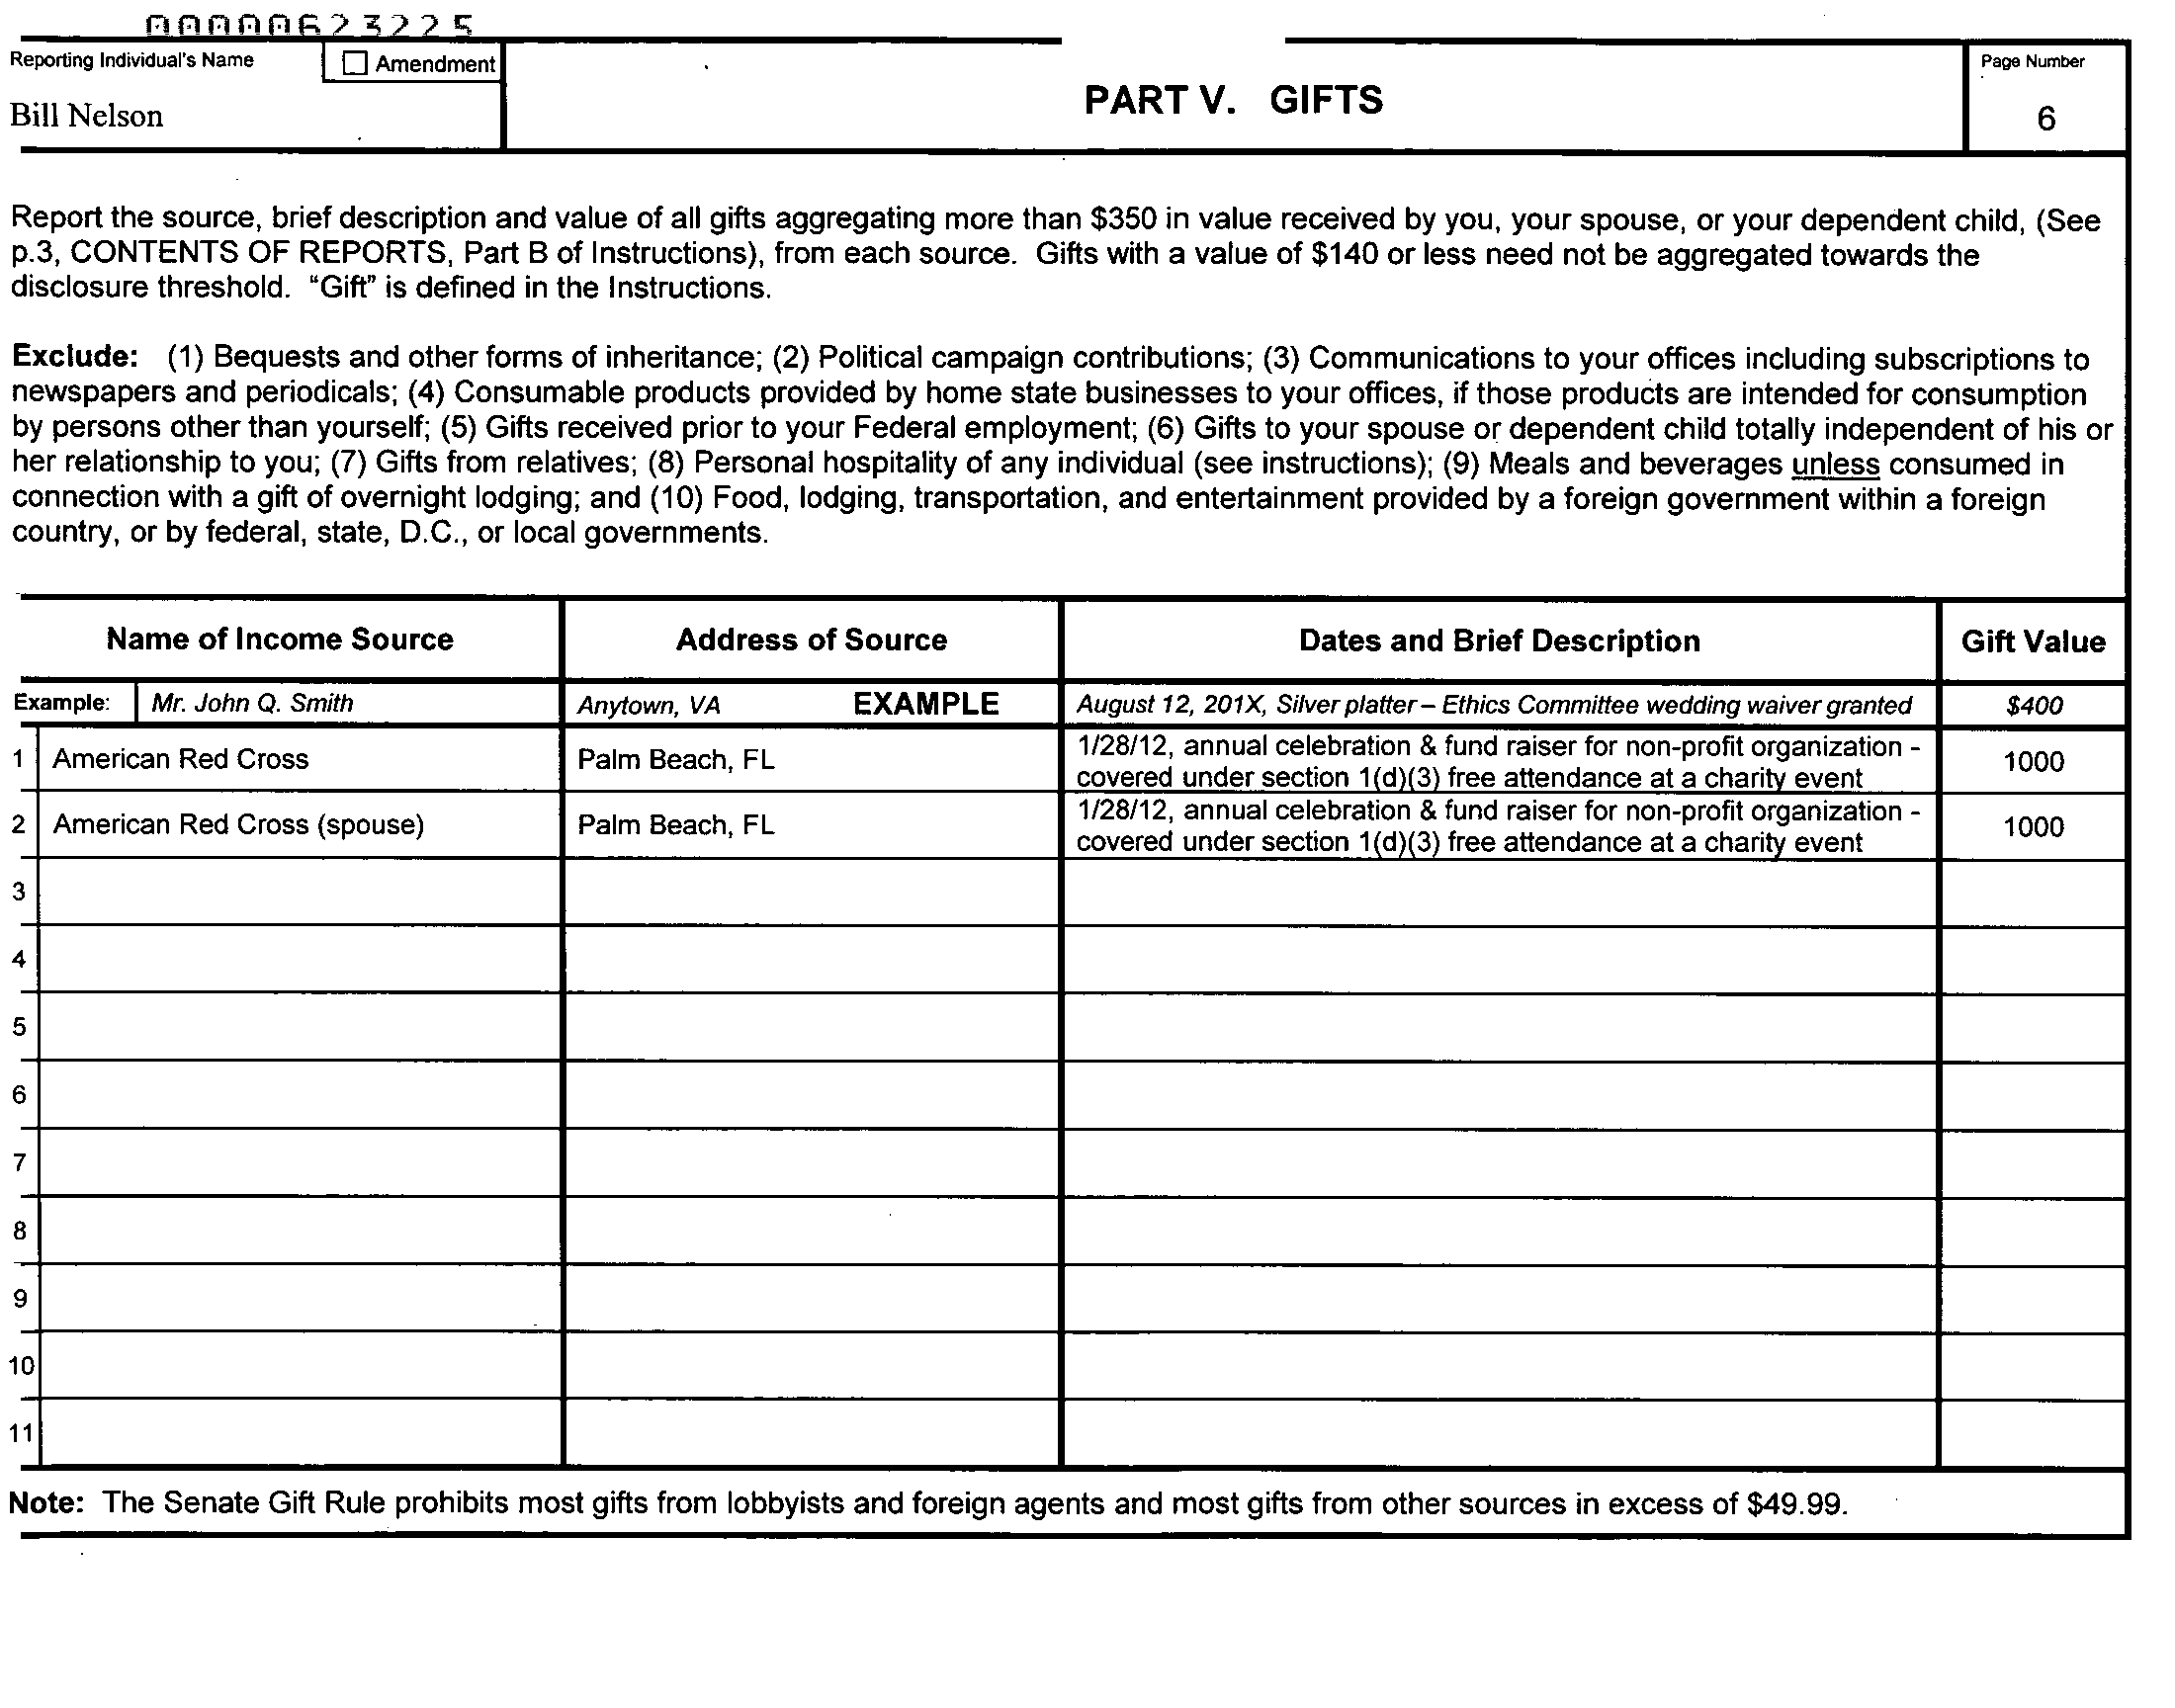 00000623225
Reporting Individual's Name
Amendment
Bill Nelson
PART V. GIFTS
Page Number
6
Report the source, brief description and value of all gifts aggregating more than $350 in value received by you, your spouse, or your dependent child, (See
p.3, CONTENTS OF REPORTS, Part B of Instructions), from each source. Gifts with a value of $140 or less need not be aggregated towards the
disclosure threshold. “Gift” is defined in the Instructions.
Exclude: (1) Bequests and other forms of inheritance; (2) Political campaign contributions; (3) Communications to your offices including subscriptions to
newspapers and periodicals; (4) Consumable products provided by home state businesses to your offices, if those products are intended for consumption
by persons other than yourself; (5) Gifts received prior to your Federal employment; (6) Gifts to your spouse or dependent child totally independent of his or
her relationship to you; (7) Gifts from relatives; (8) Personal hospitality of any individual (see instructions); (9) Meals and beverages unless consumed in
connection with a gift of overnight lodging; and (10) Food, lodging, transportation, and entertainment provided by a foreign government within a foreign
country, or by federal, state, D.C., or local governments.
Name of Income Source Address of Source Dates and Brief Description Gift Value
Example: Mr. John Q. Smith Anytown, VA EXAMPLE August 12, 201X, Silver platter – Ethics Committee wedding waiver granted $400
1 American Red Cross Palm Beach, FL 1/28/12, annual celebration & fund raiser for non-profit organization -
covered under section 1(d)(3) free attendance at a charity event 1000
2 American Red Cross (spouse) Palm Beach, FL 1/28/12, annual celebration & fund raiser for non-profit organization -
covered under section 1(d)(3) free attendance at a charity event 1000
3
4
5
6
7
8
9
10
11
Note: The Senate Gift Rule prohibits most gifts from lobbyists and foreign agents and most gifts from other sources in excess of $49.99.